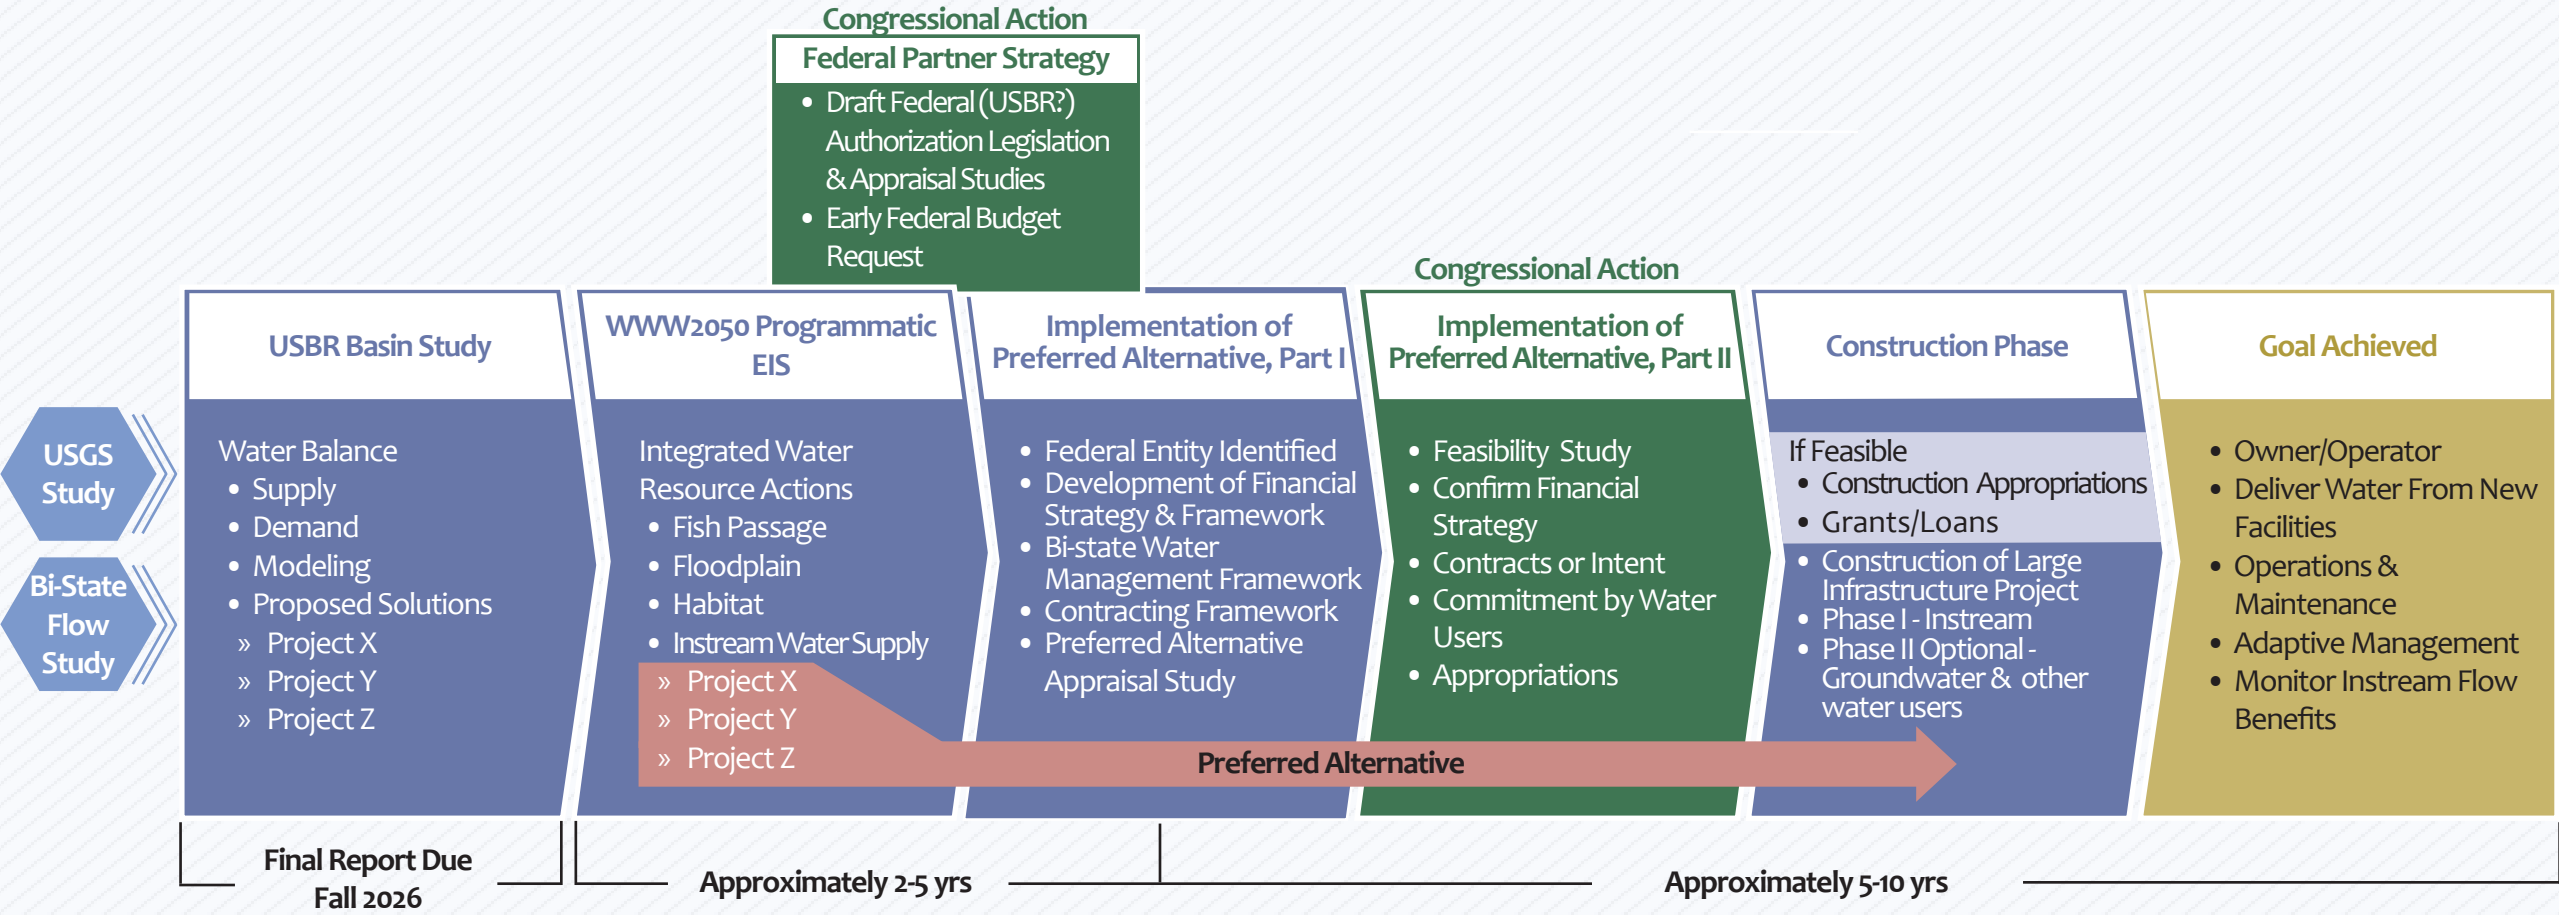 Congressional Action
Federal Partner Strategy
• Draft Federal (USBR?)
Authorization Legislation
& Appraisal Studies
• Early Federal Budget
Request
USGS
Study
Bi-State
Flow
Study
USBR Basin Study
Water Balance
• Supply
• Demand
• Modeling
• Proposed Solutions
» Project X
» Project Y
» Project Z
WWW2050 Programmatic
EIS
Integrated Water
Resource Actions
• Fish Passage
• Floodplain
• Habitat
• Instream Water Supply
» Project X
» Project Y
» Project Z
Implementation of
Preferred Alternative, Part I
• Federal Entity Identified
• Development of Financial
Strategy & Framework
• Bi-state Water
Management Framework
• Contracting Framework
• Preferred Alternative
Appraisal Study
Congressional Action
Implementation of
Preferred Alternative, Part II
• Feasibility Study
• Confirm Financial
Strategy
• Contracts or Intent
• Commitment by Water
Users
• Appropriations
Construction Phase
If Feasible
• Construction Appropriations
• Grants/Loans
• Construction of Large
Infrastructure Project
• Phase I - Instream
• Phase II Optional -
Groundwater & other
water users
Goal Achieved
• Owner/Operator
• Deliver Water From New
Facilities
• Operations &
Maintenance
• Adaptive Management
• Monitor Instream Flow
Benefits
Preferred Alternative
Final Report Due
Fall 2026
Approximately 2-5 yrs
Approximately 5-10 yrs